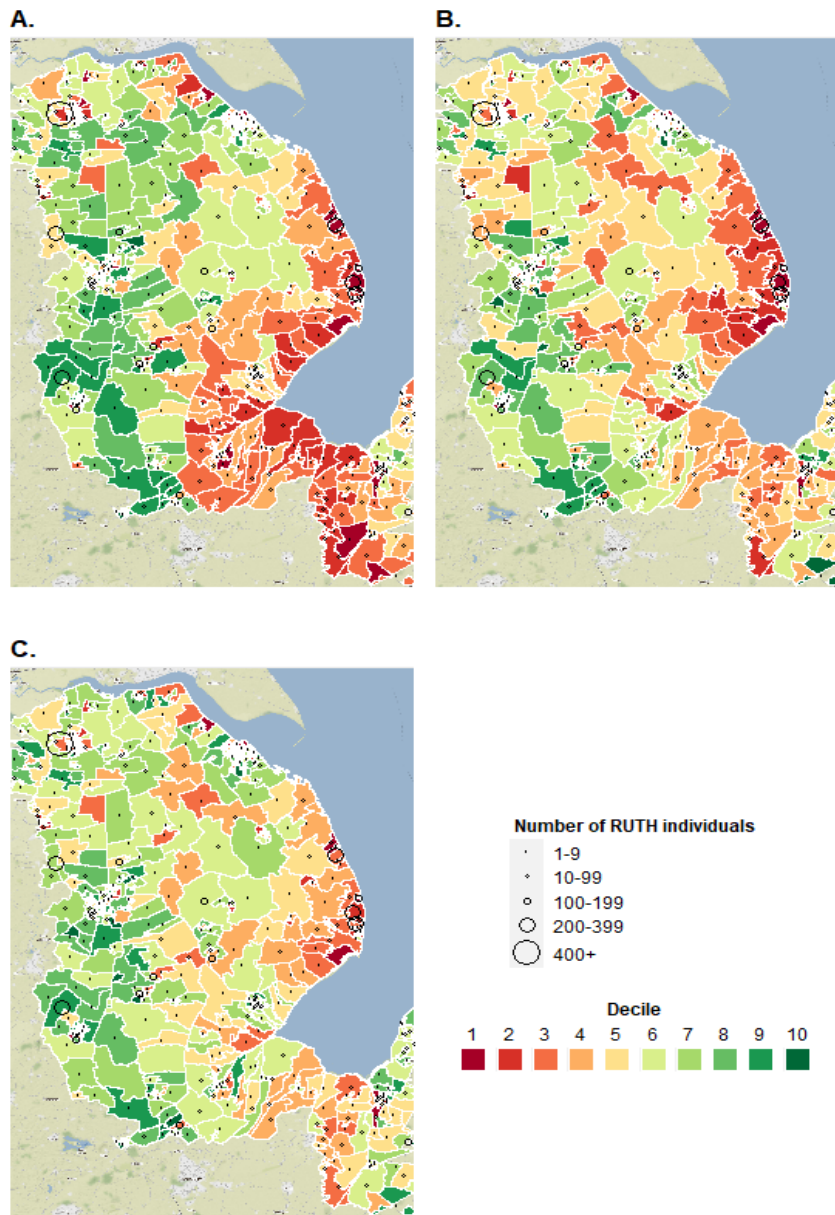 A.
B.
C.
Number of RUTH individuals
1-9
10-99
100-199
200-399
400+
Decile
1 2 3 4 5 6 7 8 9 10